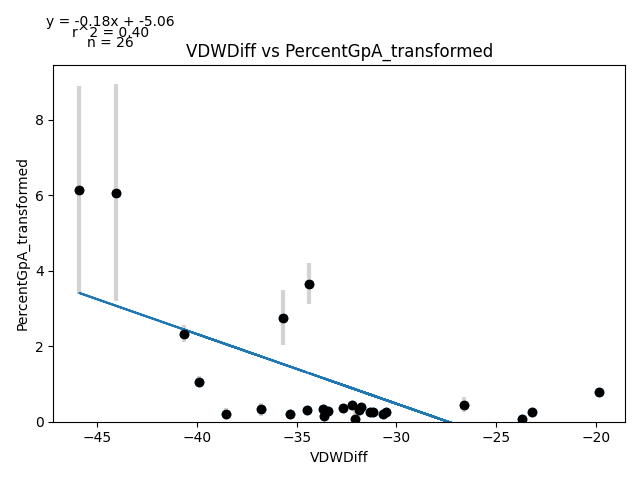 y = -0.18x + -5.06
r^2 = 0.40
n = 26
VDWDiff vs PercentGpA_transformed
PercentGpA_transformed
8
6
4
2
0
−45 −40 −35 −30 −25 −20
VDWDiff